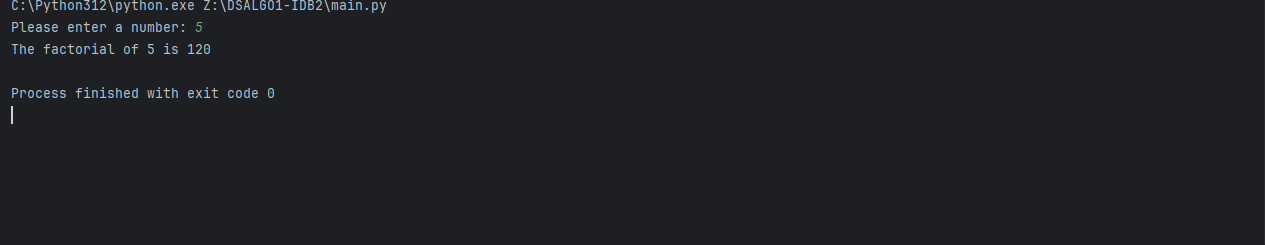 C:\Python312\python.exe Z:\DSALGO1-IDB2\main.py
Please enter a number: 5
The factorial of 5 is 120
Process finished with exit code 0